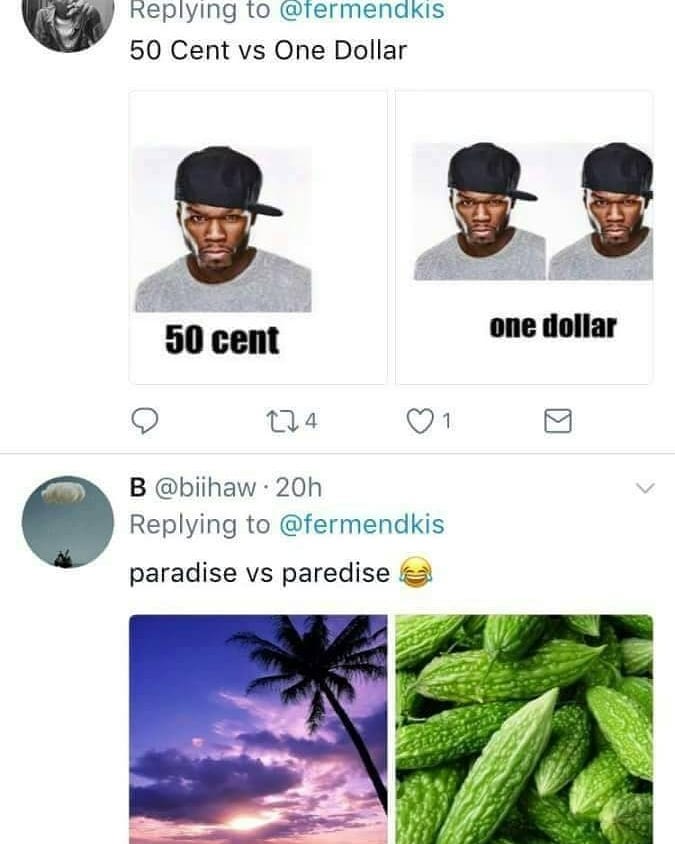 Replying to @fermendkis
50 Cent vs One Dollar
50 cent
one dollar
4
1
B @biihaw · 20h
Replying to @fermendkis
paradise vs paredise 😂